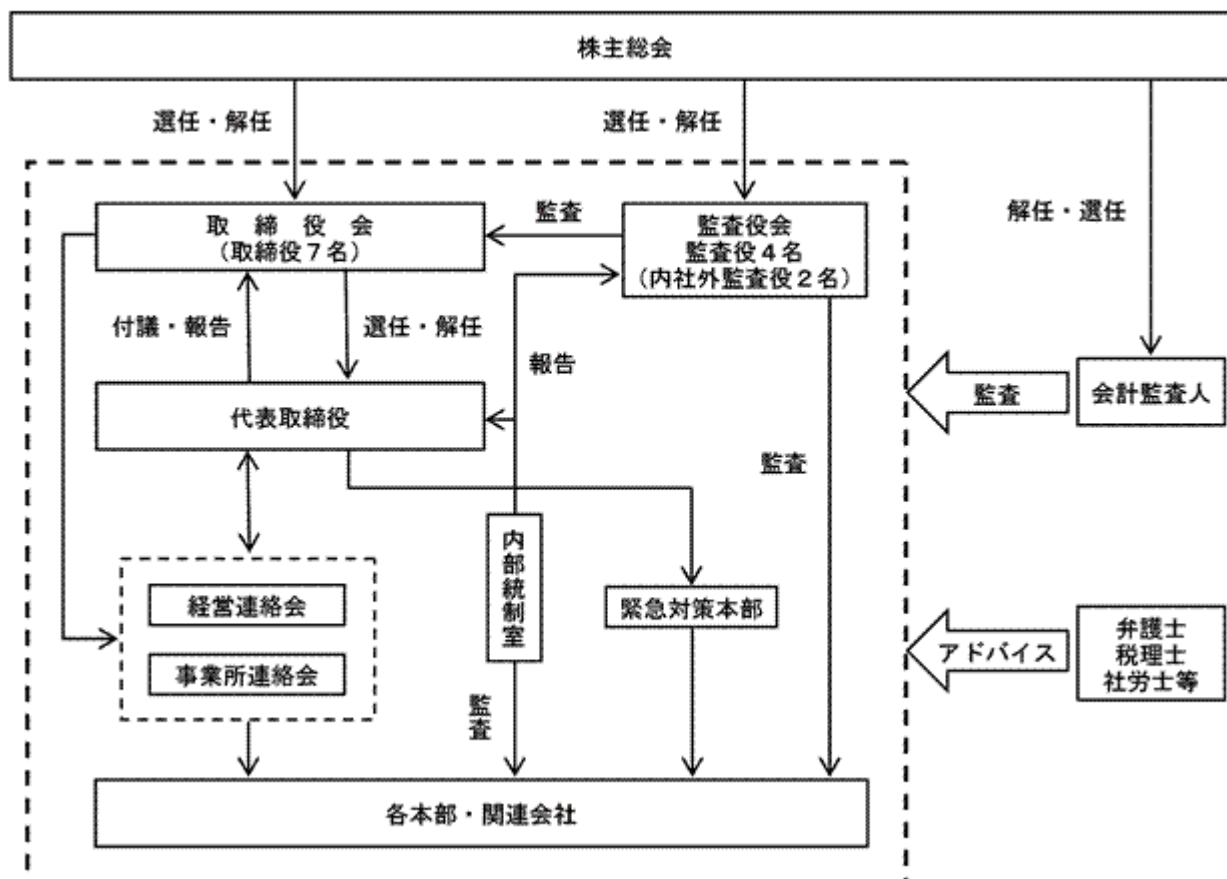 株主総会
選任・解任
選任・解任
解任・選任
取　締　役　会
（取締役７名）
監査
監査役会
監査役４名
（内社外監査役２名）
付議・報告
選任・解任
報告
代表取締役
監査
会計監査人
監査
内部統制室
経営連絡会
緊急対策本部
事業所連絡会
アドバイス
弁護士
税理士
社労士等
監査
各本部・関連会社